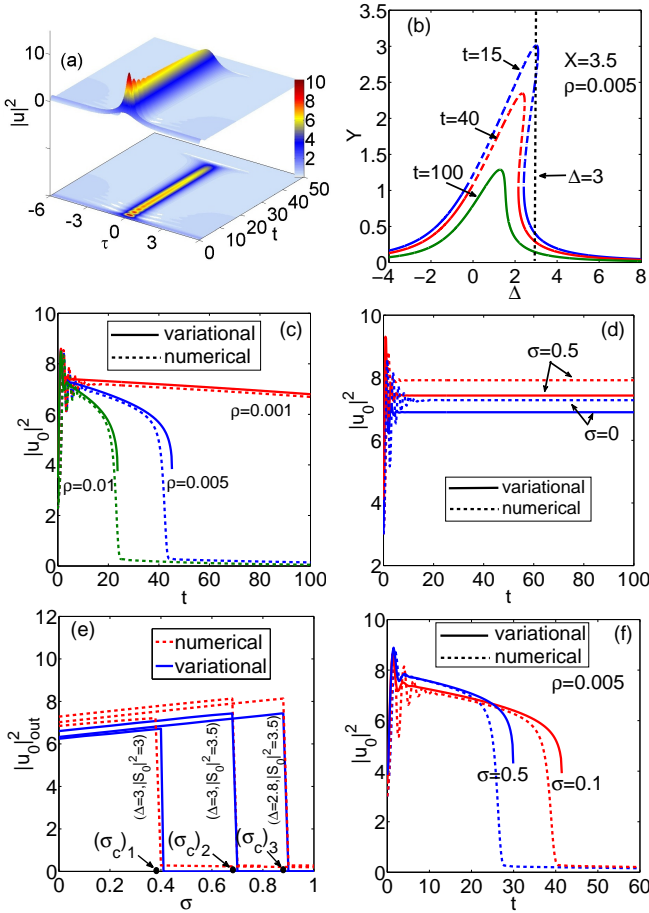 (a)
|u|²
10
0
10
8
6
4
2
-6
-3
0
3
6
τ
0
10
20
30
40
50
t
(b)
3.5
3
2.5
2
1.5
1
0.5
0
Y
t=15
t=40
t=100
X=3.5
ρ=0.005
Δ=3
−4 −2 0 2 4 6 8
Δ
(c)
10
8
6
4
2
0
|u₀|²
variational
numerical
ρ=0.001
ρ=0.01
ρ=0.005
0 20 40 60 80 100
t
(d)
10
8
6
4
2
|u₀|²
σ=0.5
σ=0
variational
numerical
0 20 40 60 80 100
t
(e)
12
10
8
6
4
2
0
|u₀|²out
numerical
variational
(Δ=3,|S₀|²=3)
(Δ=3,|S₀|²=3.5)
(Δ=2.8,|S₀|²=3.5)
(σc)₁ (σc)₂ (σc)₃
0 0.2 0.4 0.6 0.8 1
σ
(f)
10
8
6
4
2
0
|u₀|²
variational
numerical
ρ=0.005
σ=0.5
σ=0.1
0 10 20 30 40 50 60
t